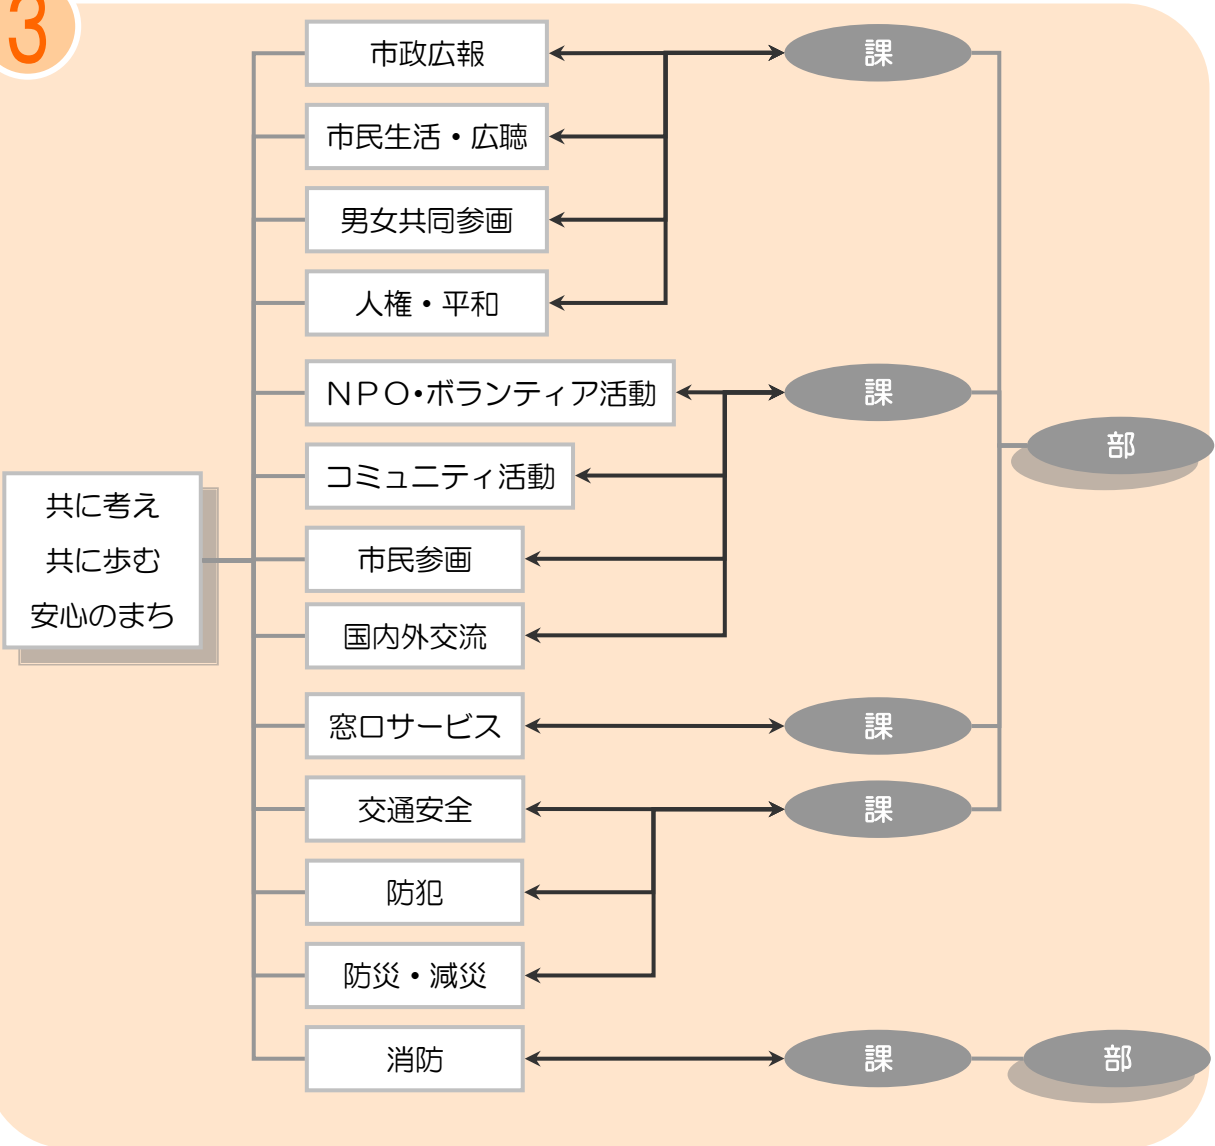 3
市政広報
課
市民生活・広聴
男女共同参画
人権・平和
NPO・ボランティア活動
課
部
コミュニティ活動
共に考え
共に歩む
安心のまち
市民参画
国内外交流
窓口サービス
課
交通安全
課
防犯
防災・減災
消防
課
部